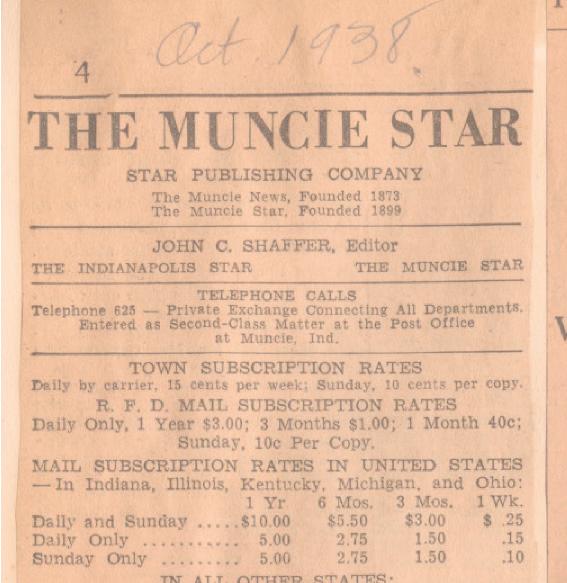 Oct. 1938.
4
THE MUNCIE STAR
STAR PUBLISHING COMPANY
The Muncie News, Founded 1873
The Muncie Star, Founded 1899
JOHN C. SHAFFER, Editor
THE INDIANAPOLIS STAR THE MUNCIE STAR
TELEPHONE CALLS
Telephone 625 — Private Exchange Connecting All Departments.
Entered as Second-Class Matter at the Post Office
at Muncie, Ind.
TOWN SUBSCRIPTION RATES
Daily by carrier, 15 cents per week; Sunday, 10 cents per copy.
R. F. D. MAIL SUBSCRIPTION RATES
Daily Only, 1 Year $3.00; 3 Months $1.00; 1 Month 40c;
Sunday, 10c Per Copy.
MAIL SUBSCRIPTION RATES IN UNITED STATES
— In Indiana, Illinois, Kentucky, Michigan, and Ohio:
1 Yr 6 Mos. 3 Mos. 1 Wk.
Daily and Sunday .....$10.00 $5.50 $3.00 $ .25
Daily Only ........... 5.00 2.75 1.50 .15
Sunday Only .......... 5.00 2.75 1.50 .10
IN ALL OTHER STATES: